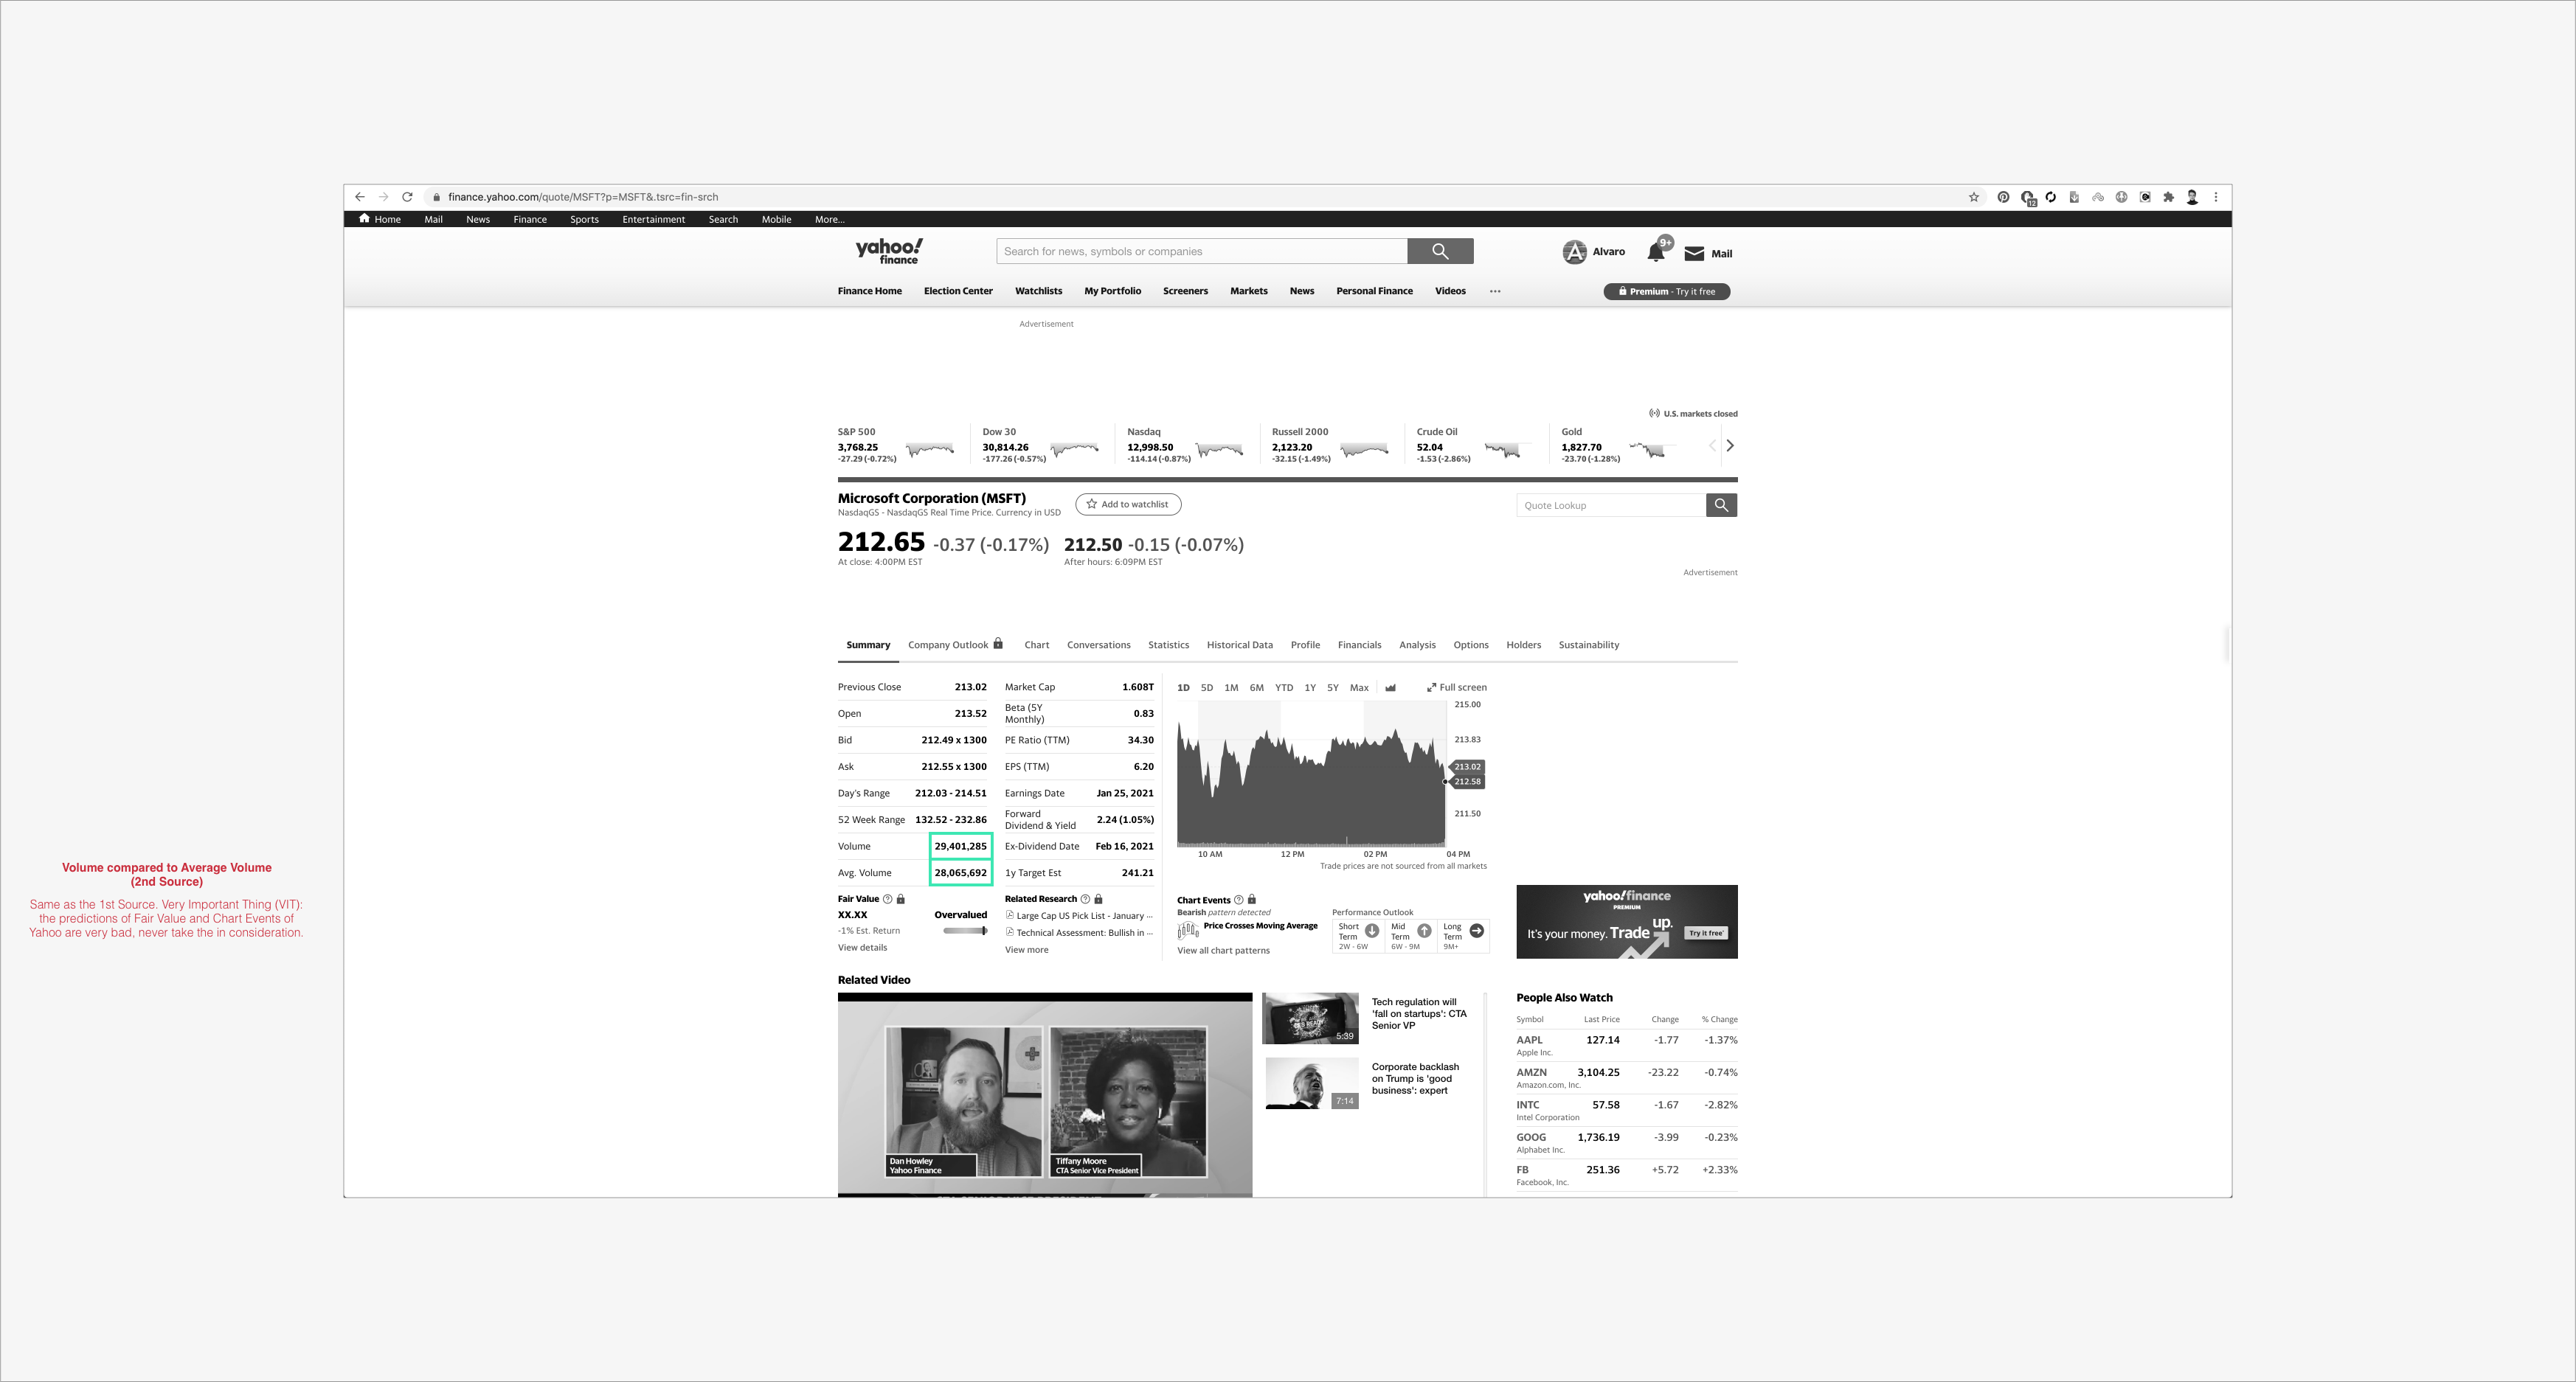 finance.yahoo.com/quote/MSFT?p=MSFT&.tsrc=fin-srch
12
Home Mail News Finance Sports Entertainment Search Mobile More...
yahoo!
finance
Search for news, symbols or companies
Alvaro
9+
Mail
Finance Home Election Center Watchlists My Portfolio Screeners Markets News Personal Finance Videos ...
Premium - Try it free
Advertisement
U.S. markets closed
S&P 500
3,768.25
-27.29 (-0.72%)
Dow 30
30,814.26
-177.26 (-0.57%)
Nasdaq
12,998.50
-114.14 (-0.87%)
Russell 2000
2,123.20
-32.15 (-1.49%)
Crude Oil
52.04
-1.53 (-2.86%)
Gold
1,827.70
-23.70 (-1.28%)
Microsoft Corporation (MSFT)
NasdaqGS - NasdaqGS Real Time Price. Currency in USD
Add to watchlist
Quote Lookup
212.65 -0.37 (-0.17%)
At close: 4:00PM EST
212.50 -0.15 (-0.07%)
After hours: 6:09PM EST
Advertisement
Summary Company Outlook Chart Conversations Statistics Historical Data Profile Financials Analysis Options Holders Sustainability
Previous Close 213.02
Open 213.52
Bid 212.49 x 1300
Ask 212.55 x 1300
Day's Range 212.03 - 214.51
52 Week Range 132.52 - 232.86
Volume 29,401,285
Avg. Volume 28,065,692
Market Cap 1.608T
Beta (5Y
Monthly) 0.83
PE Ratio (TTM) 34.30
EPS (TTM) 6.20
Earnings Date Jan 25, 2021
Forward
Dividend & Yield 2.24 (1.05%)
Ex-Dividend Date Feb 16, 2021
1y Target Est 241.21
1D 5D 1M 6M YTD 1Y 5Y Max
Full screen
215.00
213.83
213.02
212.58
211.50
10 AM 12 PM 02 PM 04 PM
Trade prices are not sourced from all markets
Volume compared to Average Volume
(2nd Source)
Same as the 1st Source. Very Important Thing (VIT):
the predictions of Fair Value and Chart Events of
Yahoo are very bad, never take the in consideration.
Fair Value
XX.XX Overvalued
-1% Est. Return
View details
Related Research
Large Cap US Pick List - January ...
Technical Assessment: Bullish in ...
View more
Chart Events
Bearish pattern detected
Price Crosses Moving Average
View all chart patterns
Performance Outlook
Short
Term
2W - 6W
Mid
Term
6W - 9M
Long
Term
9M+
yahoo!finance
PREMIUM
It's your money. Trade up.
Try it free*
Related Video
Dan Howley
Yahoo Finance
Tiffany Moore
CTA Senior Vice President
5:39
Tech regulation will
'fall on startups': CTA
Senior VP
7:14
Corporate backlash
on Trump is 'good
business': expert
People Also Watch
Symbol Last Price Change % Change
AAPL 127.14 -1.77 -1.37%
Apple Inc.
AMZN 3,104.25 -23.22 -0.74%
Amazon.com, Inc.
INTC 57.58 -1.67 -2.82%
Intel Corporation
GOOG 1,736.19 -3.99 -0.23%
Alphabet Inc.
FB 251.36 +5.72 +2.33%
Facebook, Inc.